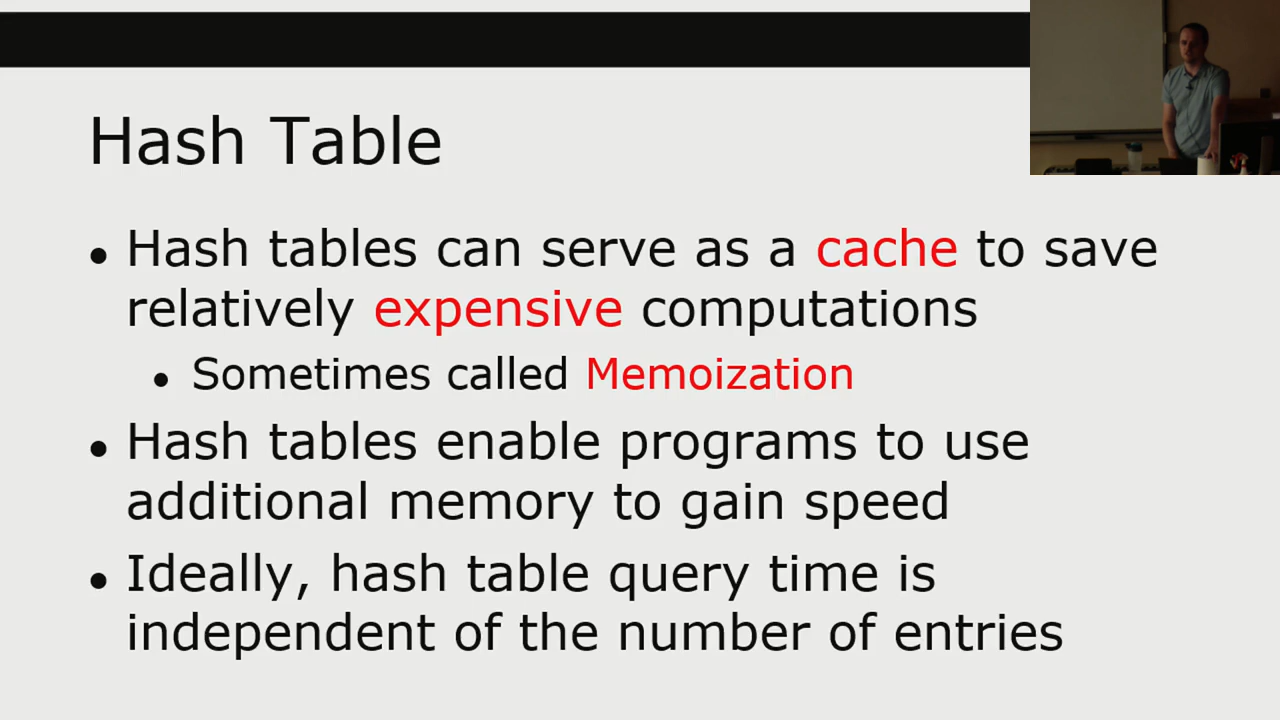 Hash Table
• Hash tables can serve as a cache to save
relatively expensive computations
• Sometimes called Memoization
• Hash tables enable programs to use
additional memory to gain speed
• Ideally, hash table query time is
independent of the number of entries